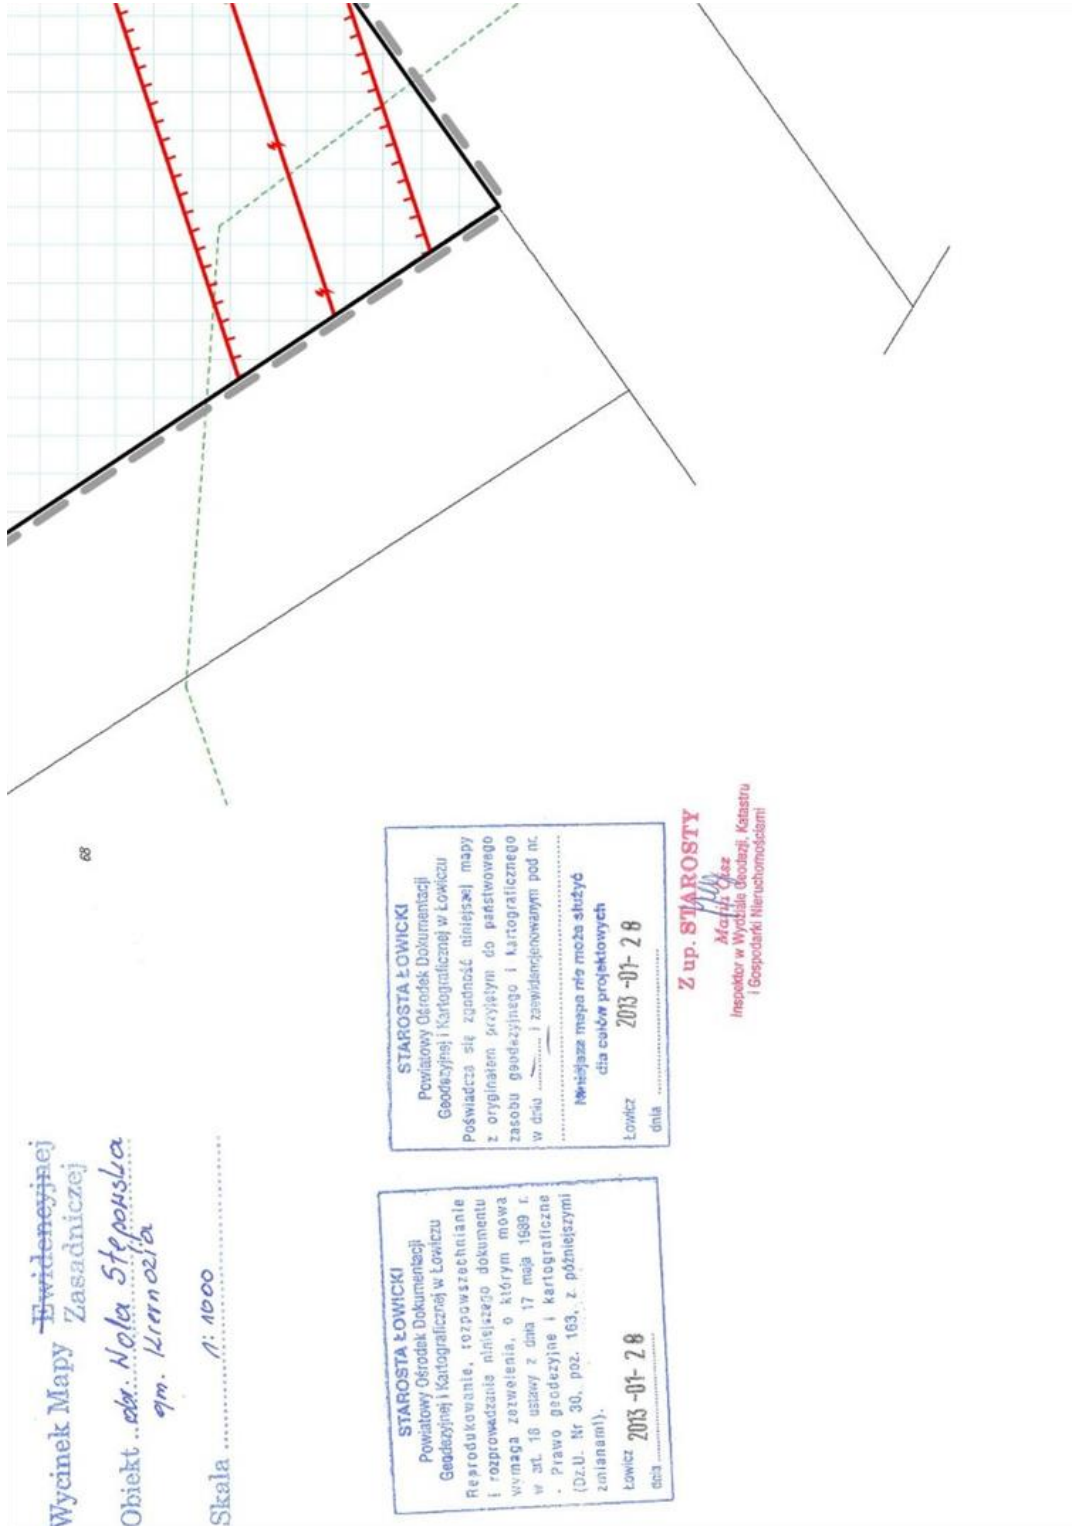 68
Wycinek Mapy Ewidencyjnej
Zasadniczej
Obiekt .. obr. Wola Stępowska
gm. Kiernozia
Skala .......... 1:1000
STAROSTA ŁOWICKI
Powiatowy Ośrodek Dokumentacji
Geodezyjnej i Kartograficznej w Łowiczu
Reprodukowanie, rozpowszechnianie
i rozprowadzanie niniejszego dokumentu
wymaga zezwolenia, o którym mowa
w art. 18 ustawy z dnia 17 maja 1989 r.
- Prawo geodezyjne i kartograficzne
(Dz.U. Nr 30, poz. 163, z późniejszymi
zmianami).
Łowicz 2013 -01- 28
dnia ..........
STAROSTA ŁOWICKI
Powiatowy Ośrodek Dokumentacji
Geodezyjnej i Kartograficznej w Łowiczu
Poświadcza się zgodność niniejszej mapy
z oryginałem przyjętym do państwowego
zasobu geodezyjnego i kartograficznego
w dniu .......... i zaewidencjonowanym pod nr.
Niniejsza mapa nie może służyć
dla celów projektowych
Łowicz 2013 -01- 28
dnia ..........
Z up. STAROSTY
Inspektor w Wydziale Geodezji, Katastru
i Gospodarki Nieruchomościami